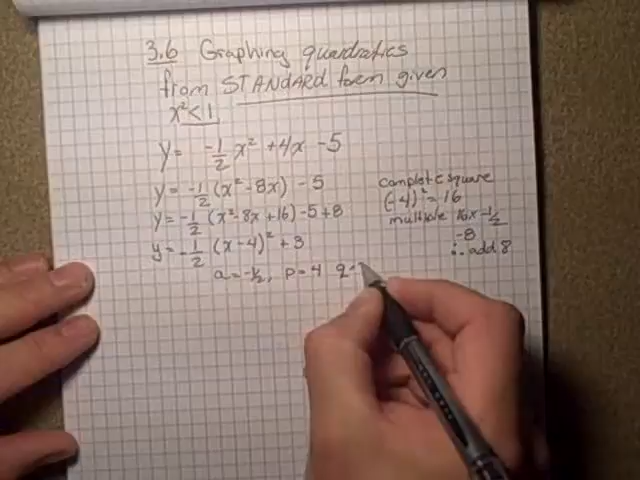 3.6 Graphing quadratics
from STANDARD form given
x² < 1
y = -1/2 x² + 4x - 5
y = -1/2 (x² - 8x) - 5
y = -1/2 (x² - 8x + 16) - 5 + 8
y = -1/2 (x - 4)² + 3
a = -1/2, p = 4 q =
complete square
(-4)² = 16
multiple 16 x -1/2
-8
∴ add 8